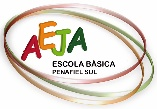 AEJA
ESCOLA BÁSICA
PENAFIEL SUL